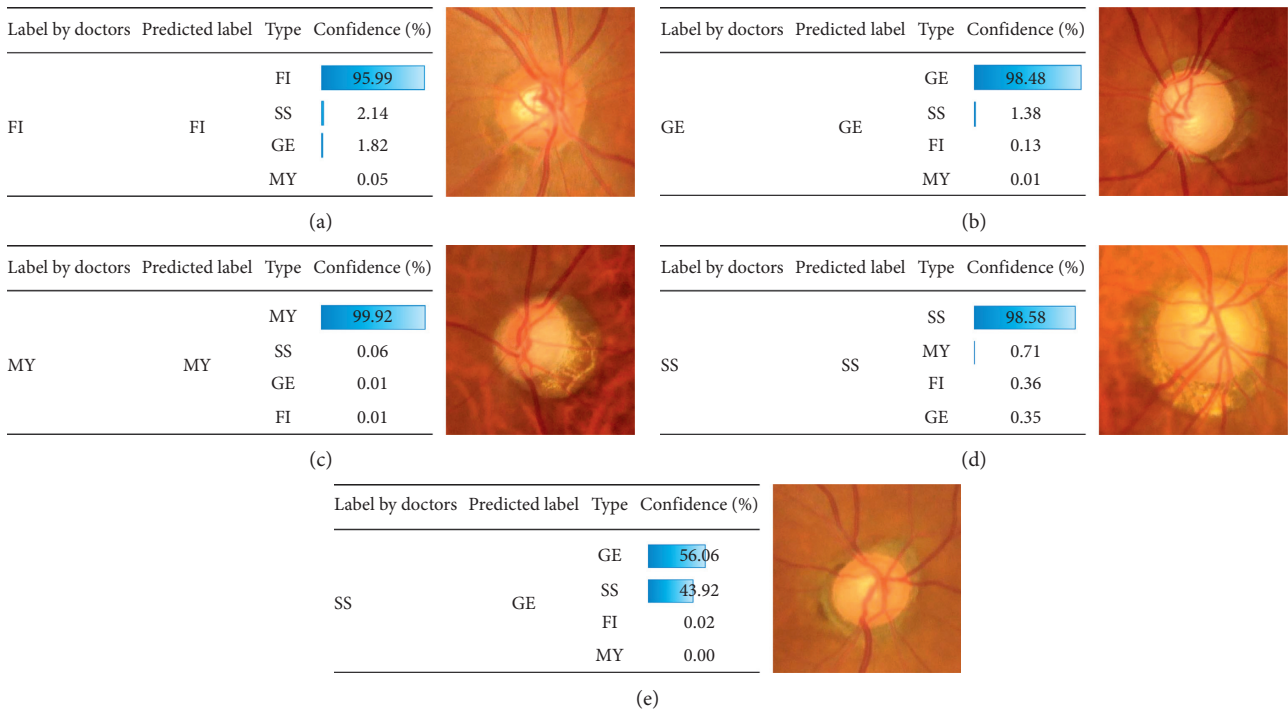 Label by doctors Predicted label Type Confidence (%)
FI 95.99
SS 2.14
FI FI
GE 1.82
MY 0.05
(a)
Label by doctors Predicted label Type Confidence (%)
GE 98.48
SS 1.38
GE GE
FI 0.13
MY 0.01
(b)
Label by doctors Predicted label Type Confidence (%)
MY 99.92
SS 0.06
MY MY
GE 0.01
FI 0.01
(c)
Label by doctors Predicted label Type Confidence (%)
SS 98.58
MY 0.71
SS SS
FI 0.36
GE 0.35
(d)
Label by doctors Predicted label Type Confidence (%)
GE 56.06
SS 43.92
SS GE
FI 0.02
MY 0.00
(e)